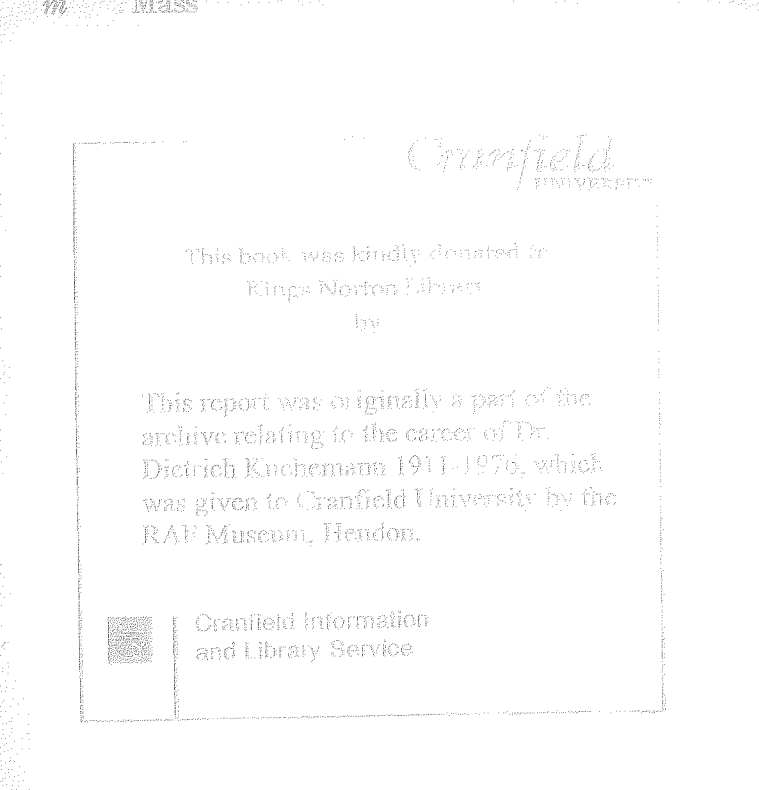 m Mass
Cranfield
UNIVERSITY
This book was kindly donated to
Kings Norton Library
by
This report was originally a part of the
archive relating to the career of Dr.
Dietrich Kuchemann 1911-1976, which
was given to Cranfield University by the
RAF Museum, Hendon.
Cranfield Information
and Library Service